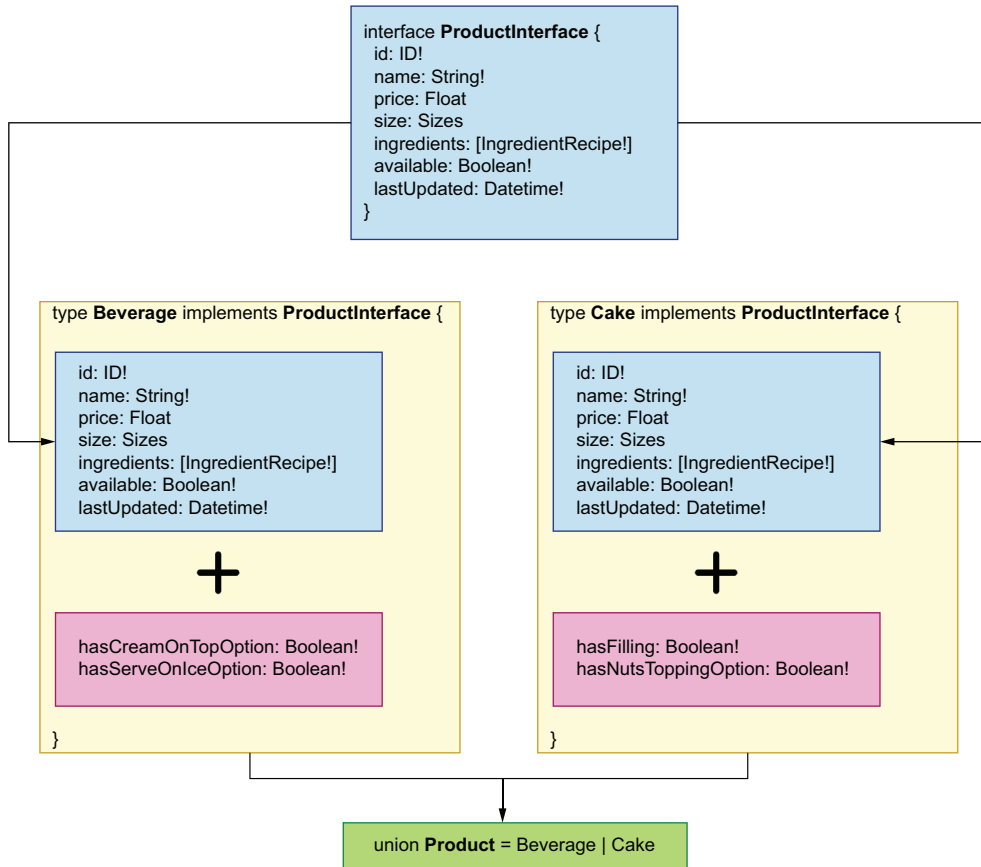 interface ProductInterface {
id: ID!
name: String!
price: Float
size: Sizes
ingredients: [IngredientRecipe!]
available: Boolean!
lastUpdated: Datetime!
}
type Beverage implements ProductInterface {
id: ID!
name: String!
price: Float
size: Sizes
ingredients: [IngredientRecipe!]
available: Boolean!
lastUpdated: Datetime!
+
hasCreamOnTopOption: Boolean!
hasServeOnIceOption: Boolean!
}
type Cake implements ProductInterface {
id: ID!
name: String!
price: Float
size: Sizes
ingredients: [IngredientRecipe!]
available: Boolean!
lastUpdated: Datetime!
+
hasFilling: Boolean!
hasNutsToppingOption: Boolean!
}
union Product = Beverage | Cake